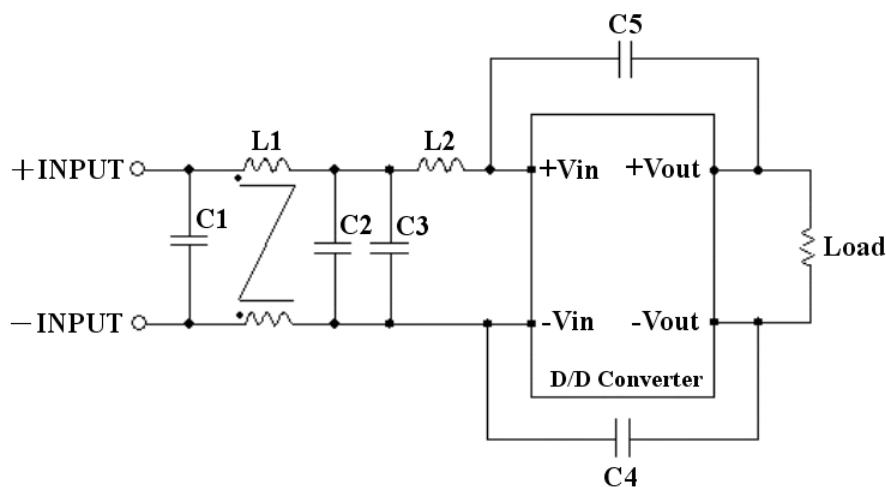 C5
L1
L2
+INPUT
+Vin
+Vout
C1
C2
C3
Load
−INPUT
-Vin
-Vout
D/D Converter
C4